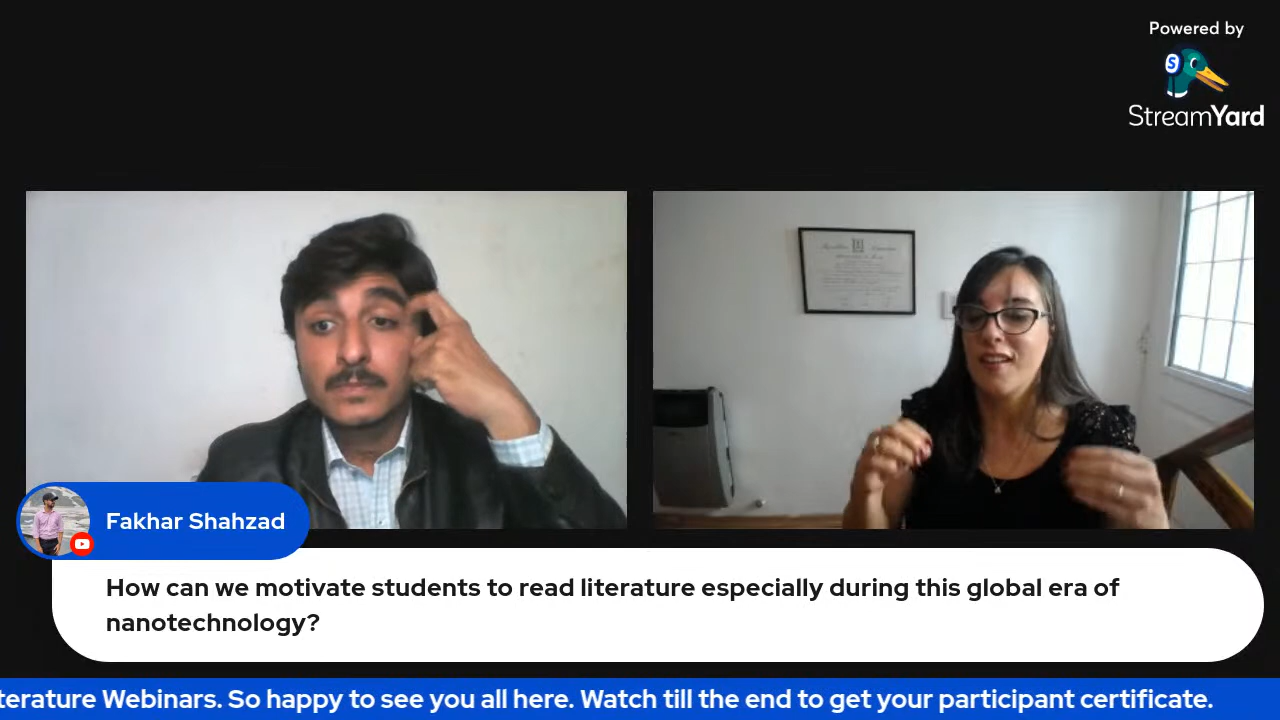 Powered by
StreamYard
Fakhar Shahzad
How can we motivate students to read literature especially during this global era of
nanotechnology?
terature Webinars. So happy to see you all here. Watch till the end to get your participant certificate.